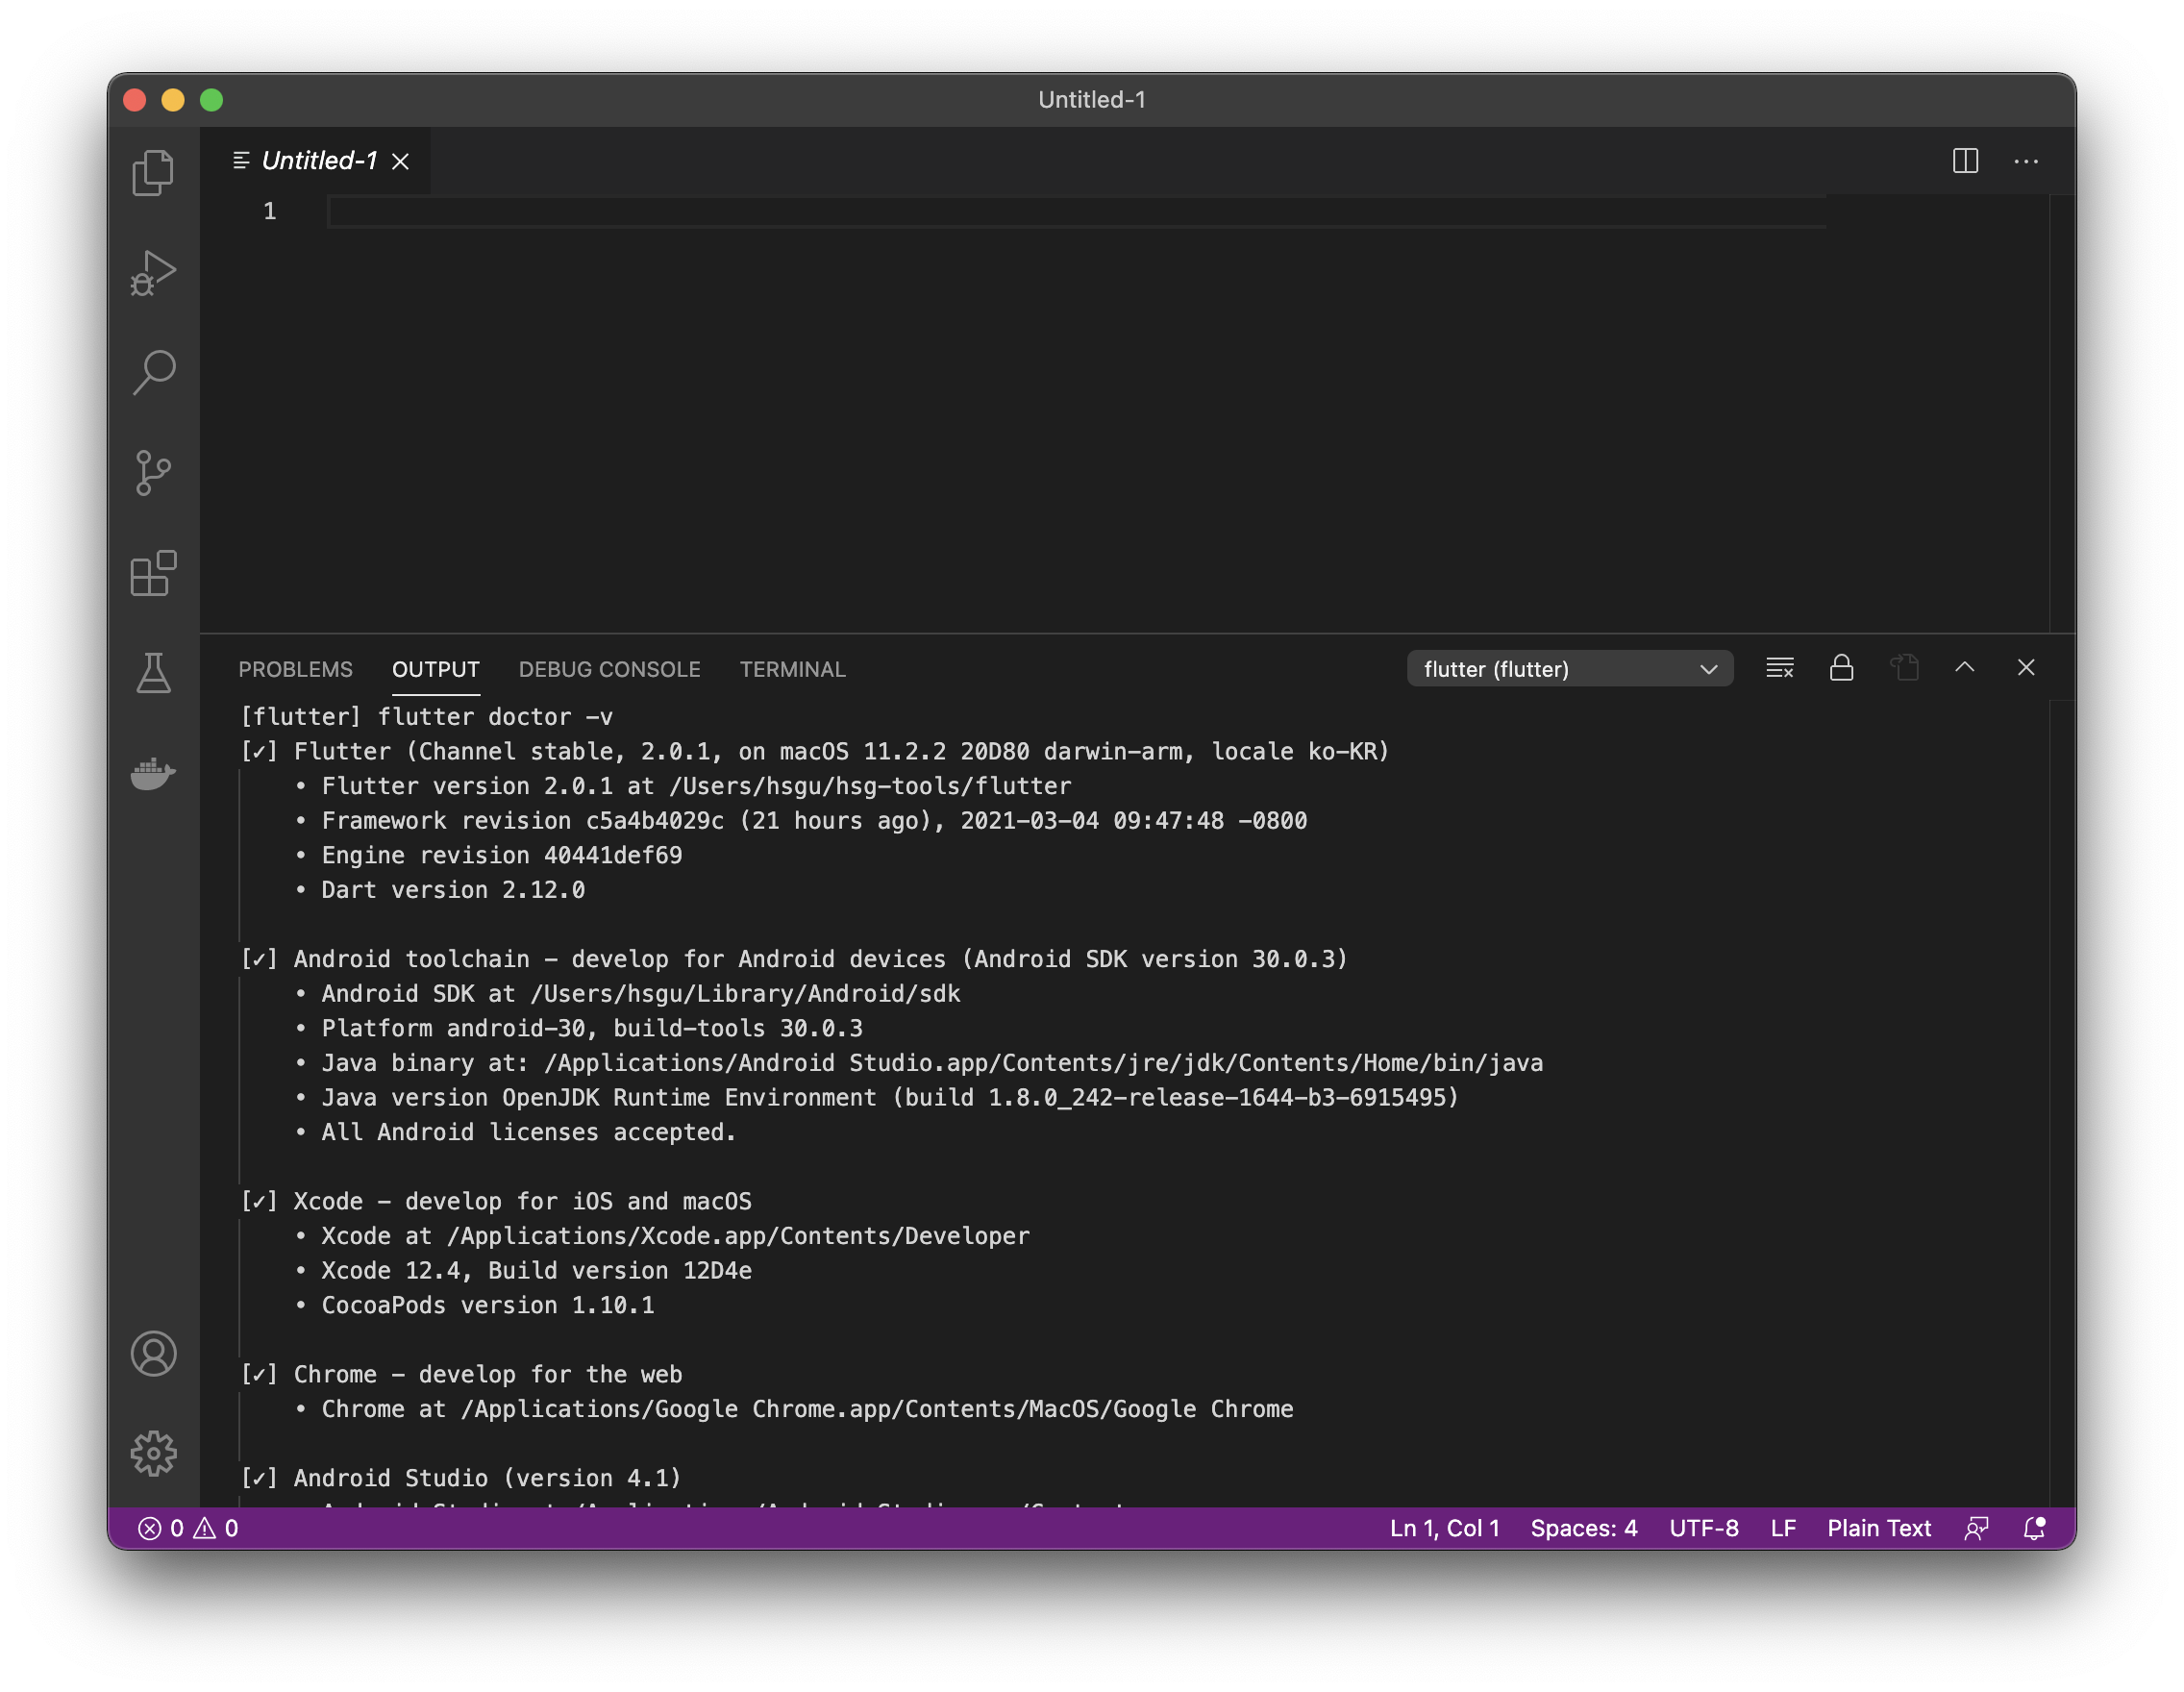 Untitled-1
Untitled-1
1
PROBLEMS OUTPUT DEBUG CONSOLE TERMINAL flutter (flutter)
[flutter] flutter doctor -v
[✓] Flutter (Channel stable, 2.0.1, on macOS 11.2.2 20D80 darwin-arm, locale ko-KR)
• Flutter version 2.0.1 at /Users/hsgu/hsg-tools/flutter
• Framework revision c5a4b4029c (21 hours ago), 2021-03-04 09:47:48 -0800
• Engine revision 40441def69
• Dart version 2.12.0
[✓] Android toolchain - develop for Android devices (Android SDK version 30.0.3)
• Android SDK at /Users/hsgu/Library/Android/sdk
• Platform android-30, build-tools 30.0.3
• Java binary at: /Applications/Android Studio.app/Contents/jre/jdk/Contents/Home/bin/java
• Java version OpenJDK Runtime Environment (build 1.8.0_242-release-1644-b3-6915495)
• All Android licenses accepted.
[✓] Xcode - develop for iOS and macOS
• Xcode at /Applications/Xcode.app/Contents/Developer
• Xcode 12.4, Build version 12D4e
• CocoaPods version 1.10.1
[✓] Chrome - develop for the web
• Chrome at /Applications/Google Chrome.app/Contents/MacOS/Google Chrome
[✓] Android Studio (version 4.1)
0 0 Ln 1, Col 1 Spaces: 4 UTF-8 LF Plain Text